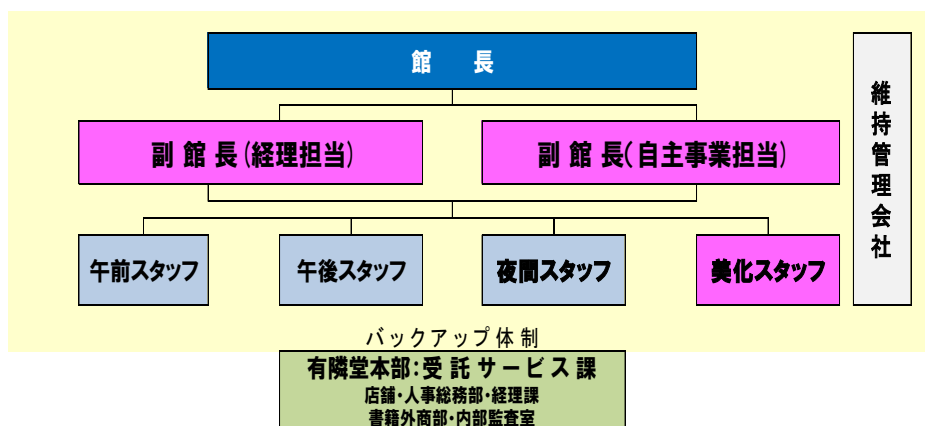 館 長
副 館 長(経理担当)
副 館 長(自主事業担当)
午前スタッフ
午後スタッフ
夜間スタッフ
美化スタッフ
維持管理会社
バックアップ体制
有隣堂本部:受 託 サ ー ビ ス 課
店舗・人事総務部・経理課
書籍外商部・内部監査室